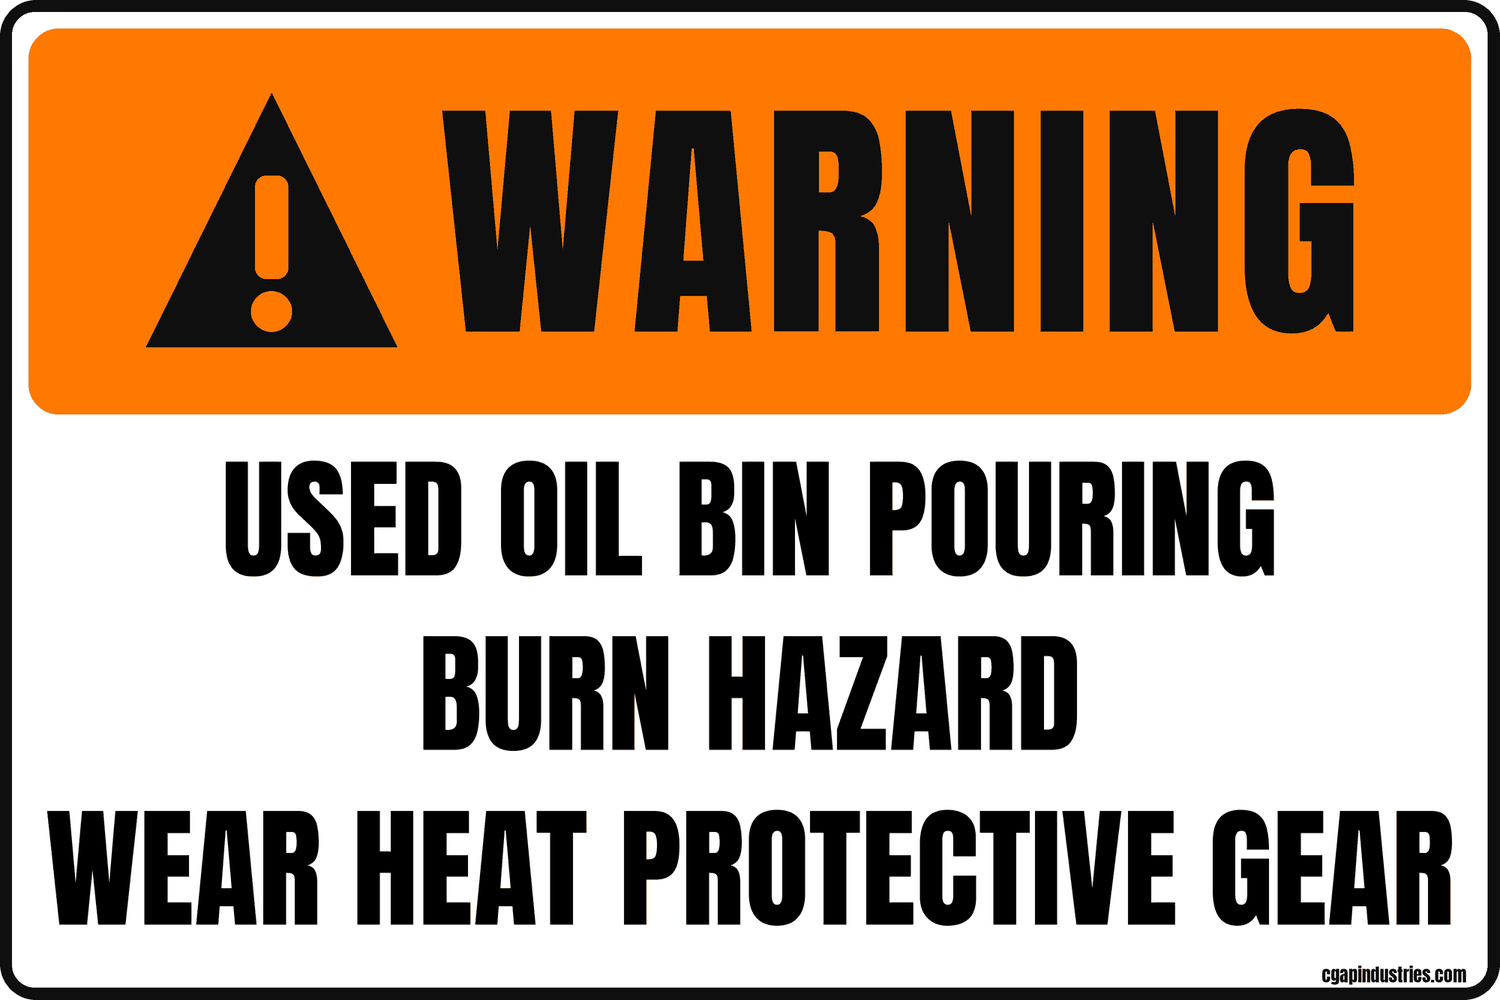 WARNING
USED OIL BIN POURING
BURN HAZARD
WEAR HEAT PROTECTIVE GEAR
cgapindustries.com